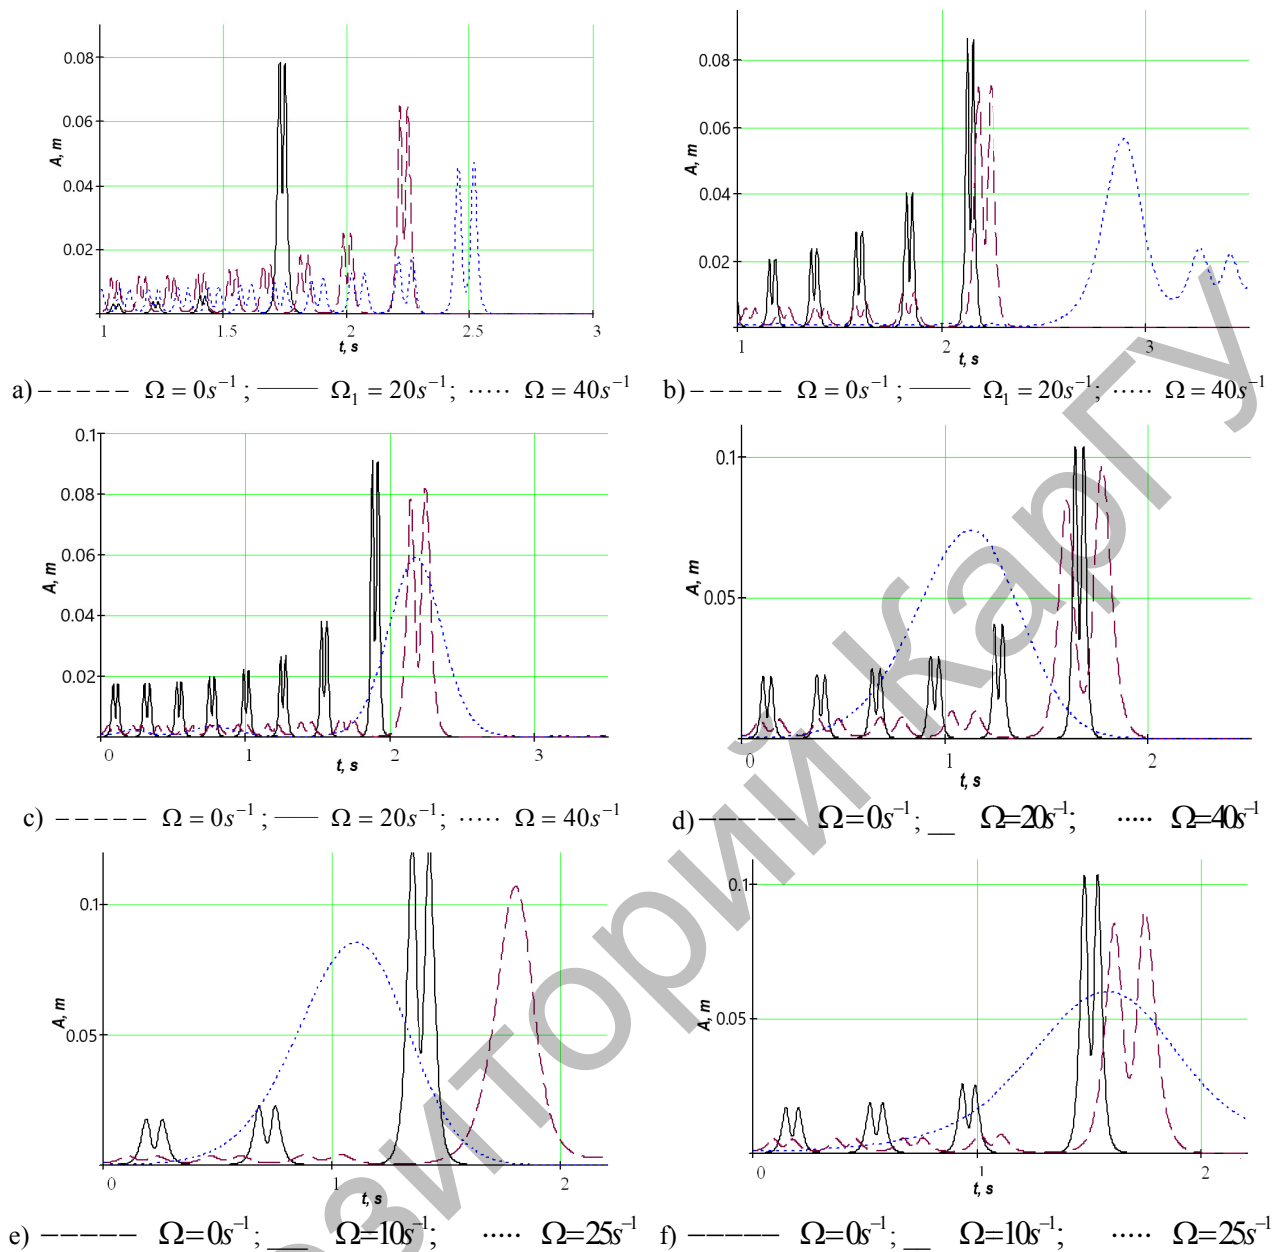 0.08
0.06
0.04
0.02
A, m
1 1.5 2 2.5 3
t, s
0.08
0.06
0.04
0.02
A, m
1 2 3
t, s
a) ----- Ω = 0s⁻¹ ; —— Ω₁ = 20s⁻¹ ; ..... Ω = 40s⁻¹
b) ----- Ω = 0s⁻¹ ; —— Ω₁ = 20s⁻¹ ; ..... Ω = 40s⁻¹
0.1
0.08
0.06
0.04
0.02
A, m
0 1 2 3
t, s
0.1
0.05
A, m
0 1 2
t, s
c) ----- Ω = 0s⁻¹ ; —— Ω = 20s⁻¹ ; ..... Ω = 40s⁻¹
d) ----- Ω=0s⁻¹ ; __ Ω=20s⁻¹ ; ..... Ω=40s⁻¹
0.1
0.05
A, m
0 1 2
t, s
0.1
0.05
A, m
0 1 2
t, s
e) ----- Ω=0s⁻¹ ; ___ Ω=10s⁻¹ ; ..... Ω=25s⁻¹
f) ----- Ω=0s⁻¹ ; __ Ω=10s⁻¹ ; ..... Ω=25s⁻¹
зиторий КарГУ